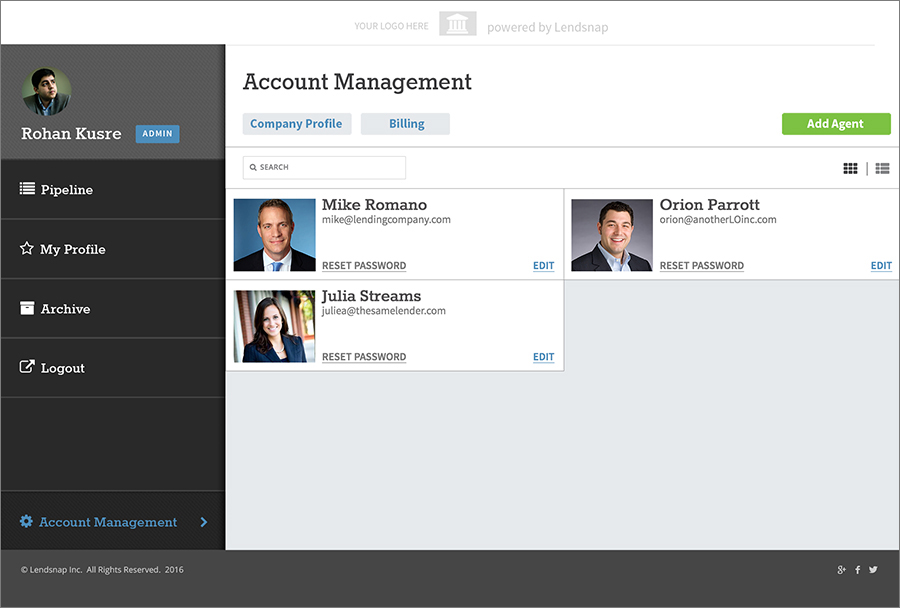 YOUR LOGO HERE
powered by Lendsnap
Rohan Kusre
ADMIN
Pipeline
My Profile
Archive
Logout
Account Management
Account Management
Company Profile
Billing
Add Agent
SEARCH
Mike Romano
mike@lendingcompany.com
RESET PASSWORD
EDIT
Orion Parrott
orion@anotherLOinc.com
RESET PASSWORD
EDIT
Julia Streams
juliea@thesamelender.com
RESET PASSWORD
EDIT
© Lendsnap Inc. All Rights Reserved. 2016